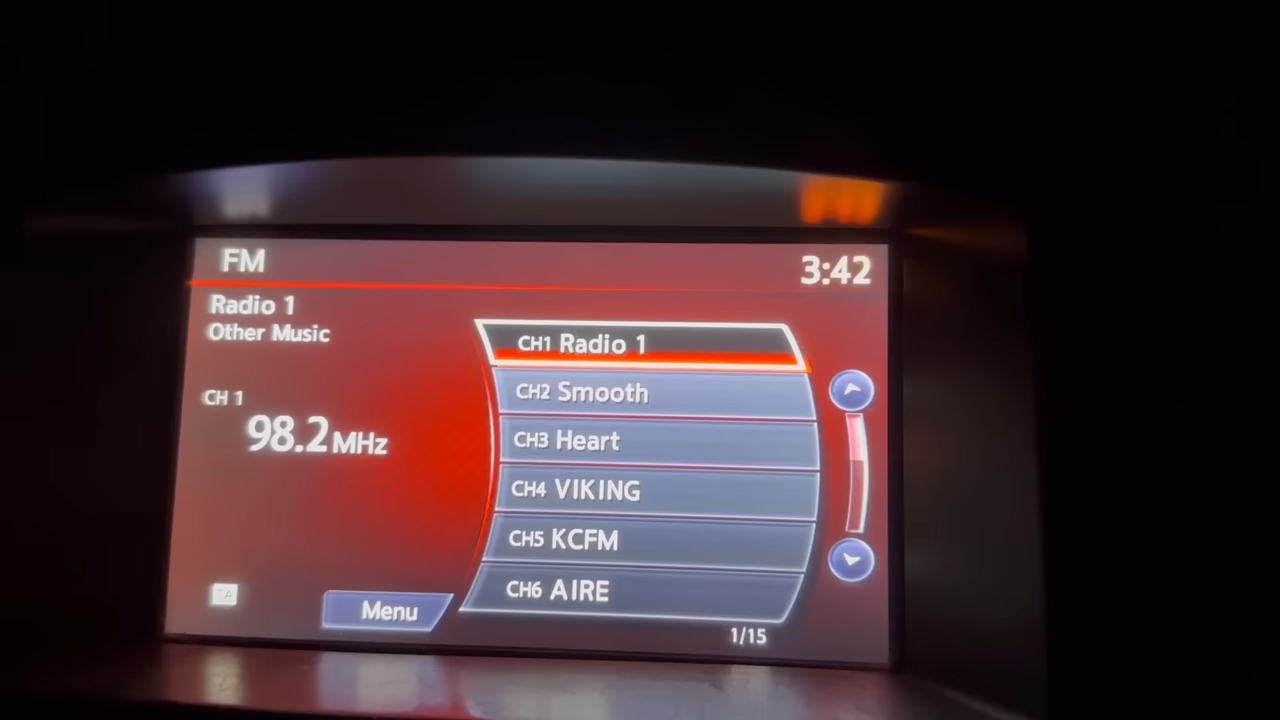 FM
3:42
Radio 1
Other Music
CH 1
98.2 MHz
CH1 Radio 1
CH2 Smooth
CH3 Heart
CH4 VIKING
CH5 KCFM
CH6 AIRE
TA
Menu
1/15